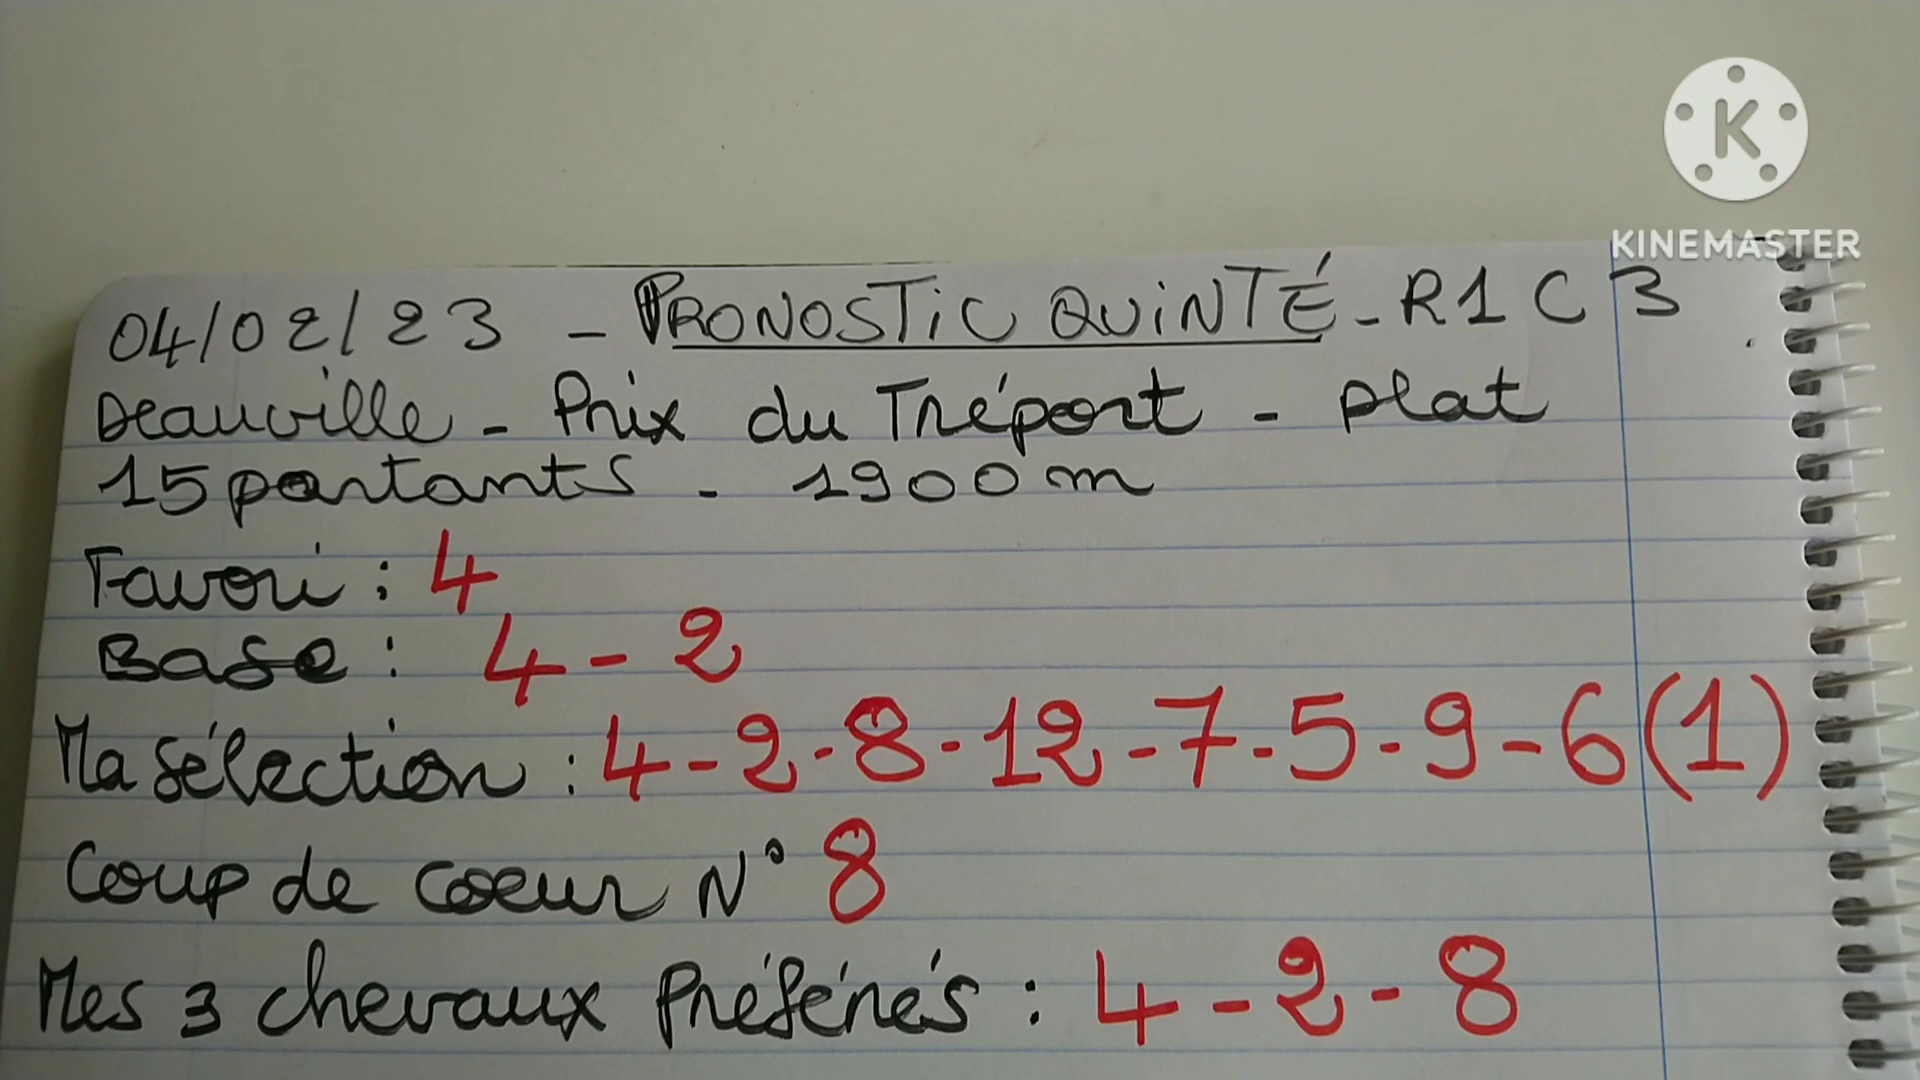 KINEMASTER
04/02/23 - PRONOSTIC QUINTÉ - R1 C 3
Deauville - Prix du Tréport - plat
15 partants - 1900 m
Favori : 4
Base : 4 - 2
Ma sélection : 4 - 2 - 8 - 12 - 7 - 5 - 9 - 6 (1)
Coup de coeur N° 8
Mes 3 chevaux préférés : 4 - 2 - 8